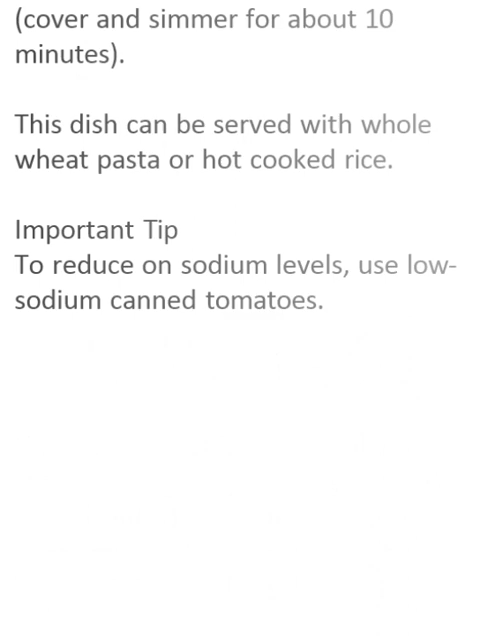 (cover and simmer for about 10
minutes).
This dish can be served with whole
wheat pasta or hot cooked rice.
Important Tip
To reduce on sodium levels, use low-
sodium canned tomatoes.